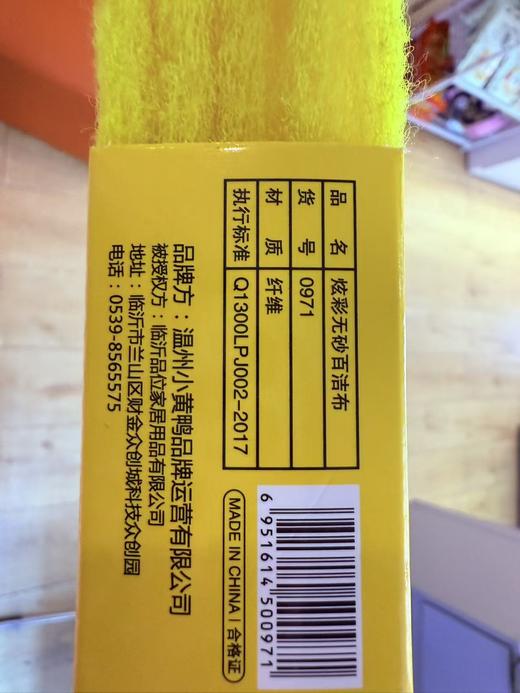 品 名 炫彩无砂百洁布
货 号 0971
材 质 纤维
执行标准 Q1300LPJ002-2017
品牌方：温州小黄鸭品牌运营有限公司
被授权方：临沂品位家居用品有限公司
地址：临沂市兰山区财金众创城科技众创园
电话：0539-8565575
MADE IN CHINA | 合格证
6 951614 500971